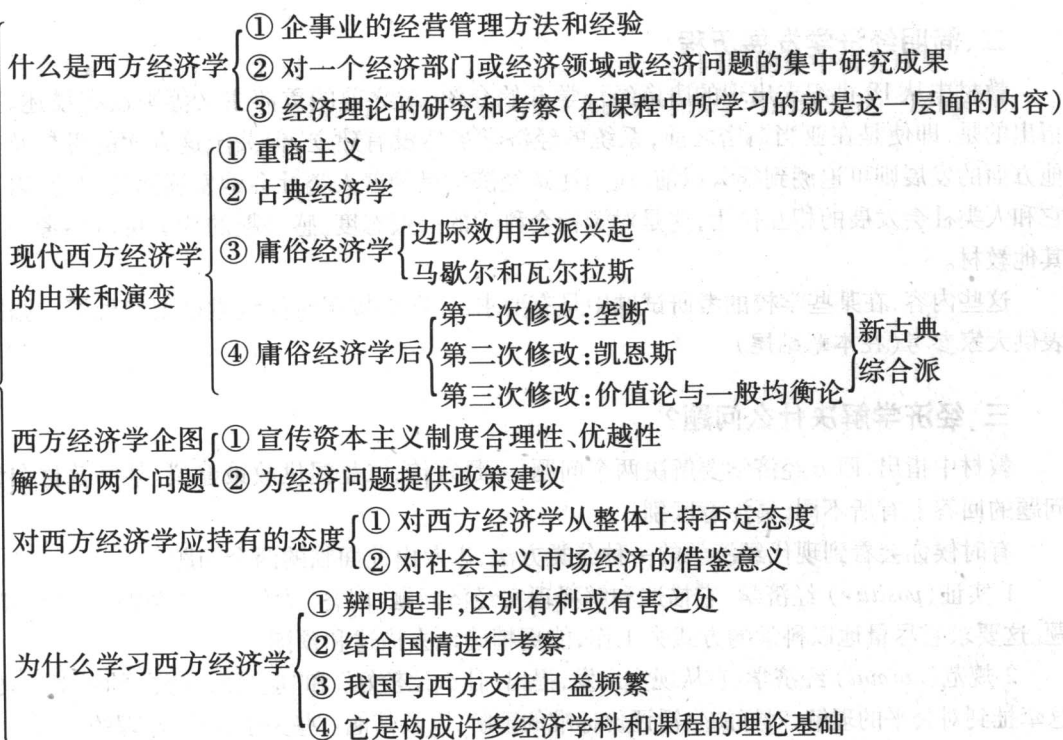 什么是西方经济学
① 企事业的经营管理方法和经验
② 对一个经济部门或经济领域或经济问题的集中研究成果
③ 经济理论的研究和考察(在课程中所学习的就是这一层面的内容)
现代西方经济学
的由来和演变
① 重商主义
② 古典经济学
③ 庸俗经济学
边际效用学派兴起
马歇尔和瓦尔拉斯
④ 庸俗经济学后
第一次修改:垄断
第二次修改:凯恩斯
第三次修改:价值论与一般均衡论
新古典
综合派
西方经济学企图
解决的两个问题
① 宣传资本主义制度合理性、优越性
② 为经济问题提供政策建议
对西方经济学应持有的态度
① 对西方经济学从整体上持否定态度
② 对社会主义市场经济的借鉴意义
为什么学习西方经济学
① 辨明是非,区别有利或有害之处
② 结合国情进行考察
③ 我国与西方交往日益频繁
④ 它是构成许多经济学科和课程的理论基础